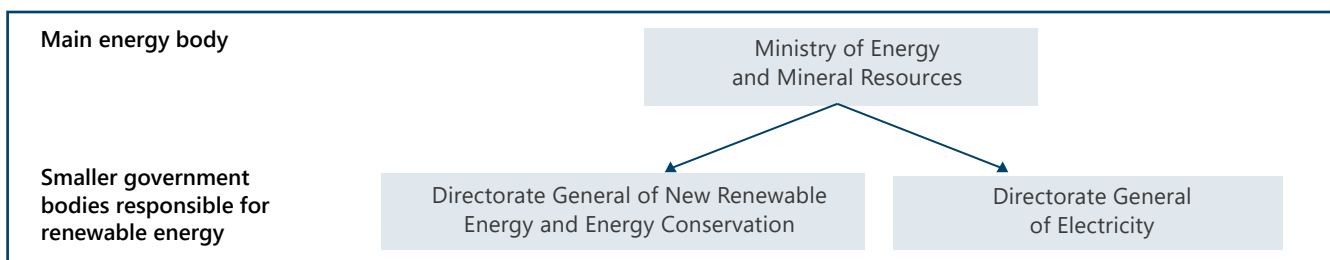 Main energy body
Ministry of Energy
and Mineral Resources
Smaller government
bodies responsible for
renewable energy
Directorate General of New Renewable
Energy and Energy Conservation
Directorate General
of Electricity